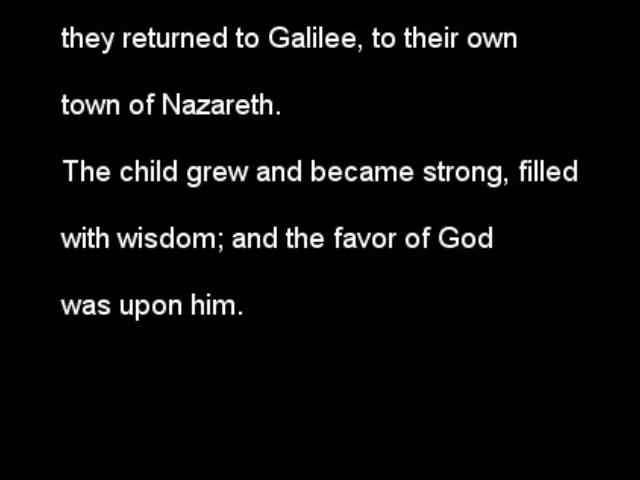 they returned to Galilee, to their own
town of Nazareth.
The child grew and became strong, filled
with wisdom; and the favor of God
was upon him.